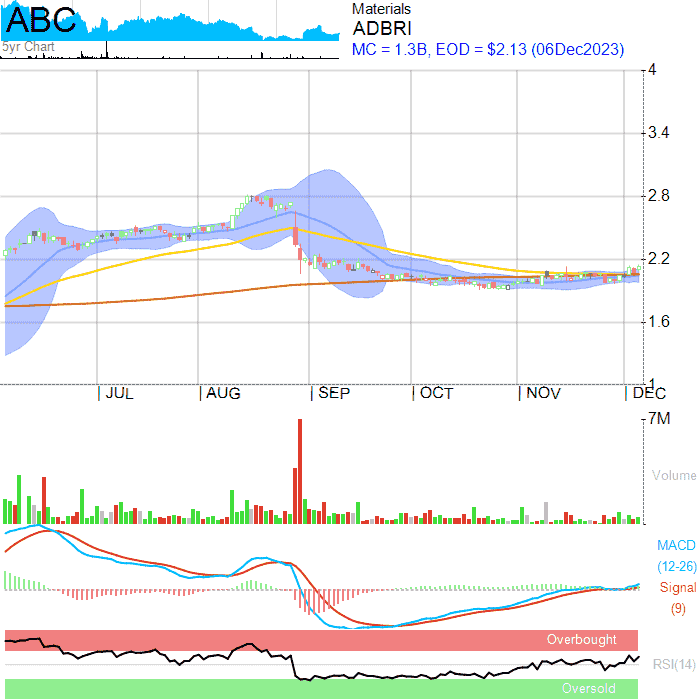 ABC
5yr Chart
Materials
ADBRI
MC = 1.3B, EOD = $2.13 (06Dec2023)
4
3.4
2.8
2.2
1.6
1
JUL
AUG
SEP
OCT
NOV
DEC
7M
Volume
MACD
(12-26)
Signal
(9)
Overbought
RSI(14)
Oversold